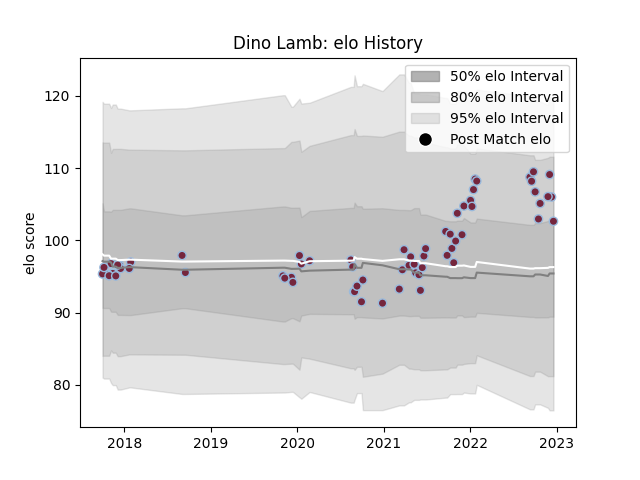 Dino Lamb: elo History
50% elo Interval
80% elo Interval
95% elo Interval
Post Match elo
elo score
120
110
100
90
80
2018
2019
2020
2021
2022
2023